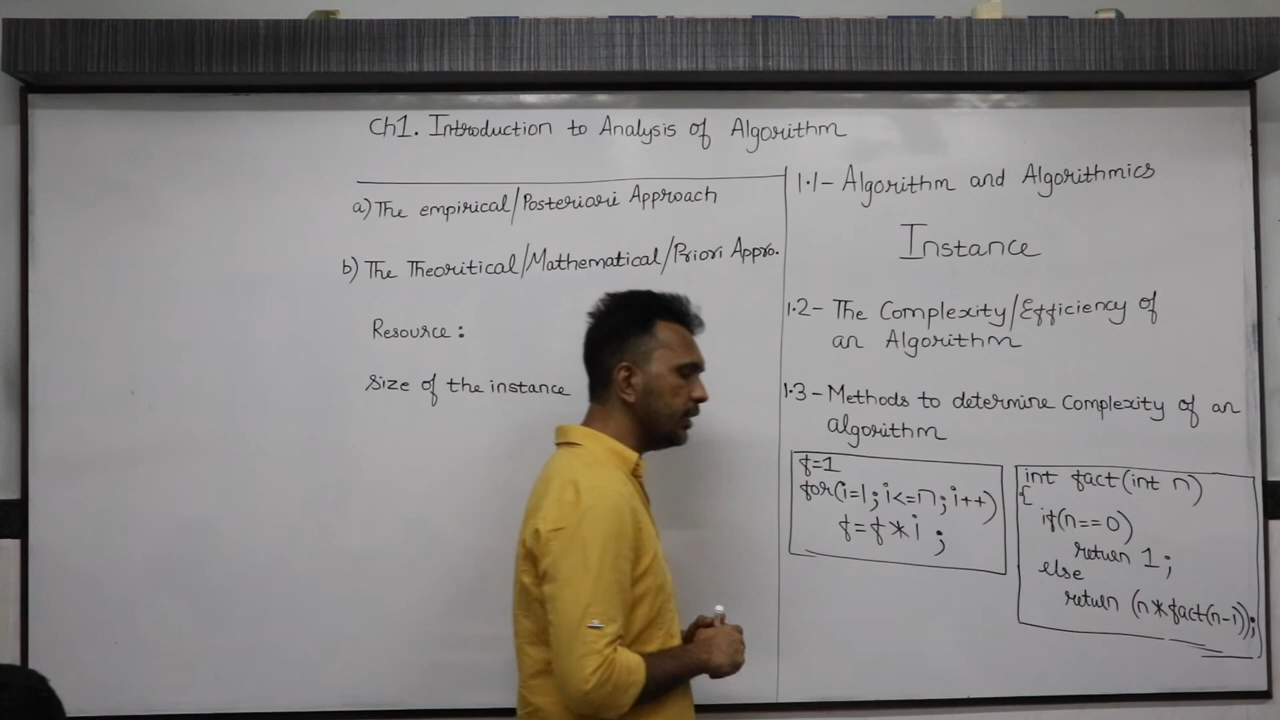 Ch1. Introduction to Analysis of Algorithm
a) The empirical/Posteriori Approach
b) The Theoritical/Mathematical/Priori Appro.
Resource:
Size of the instance
1.1- Algorithm and Algorithmics
Instance
1.2- The Complexity/Efficiency of
an Algorithm
1.3- Methods to determine Complexity of an
algorithm
f=1
for(i=1; i<=n; i++)
f=f*i;
int fact(int n)
{
if(n==0)
return 1;
else
return (n*fact(n-1));